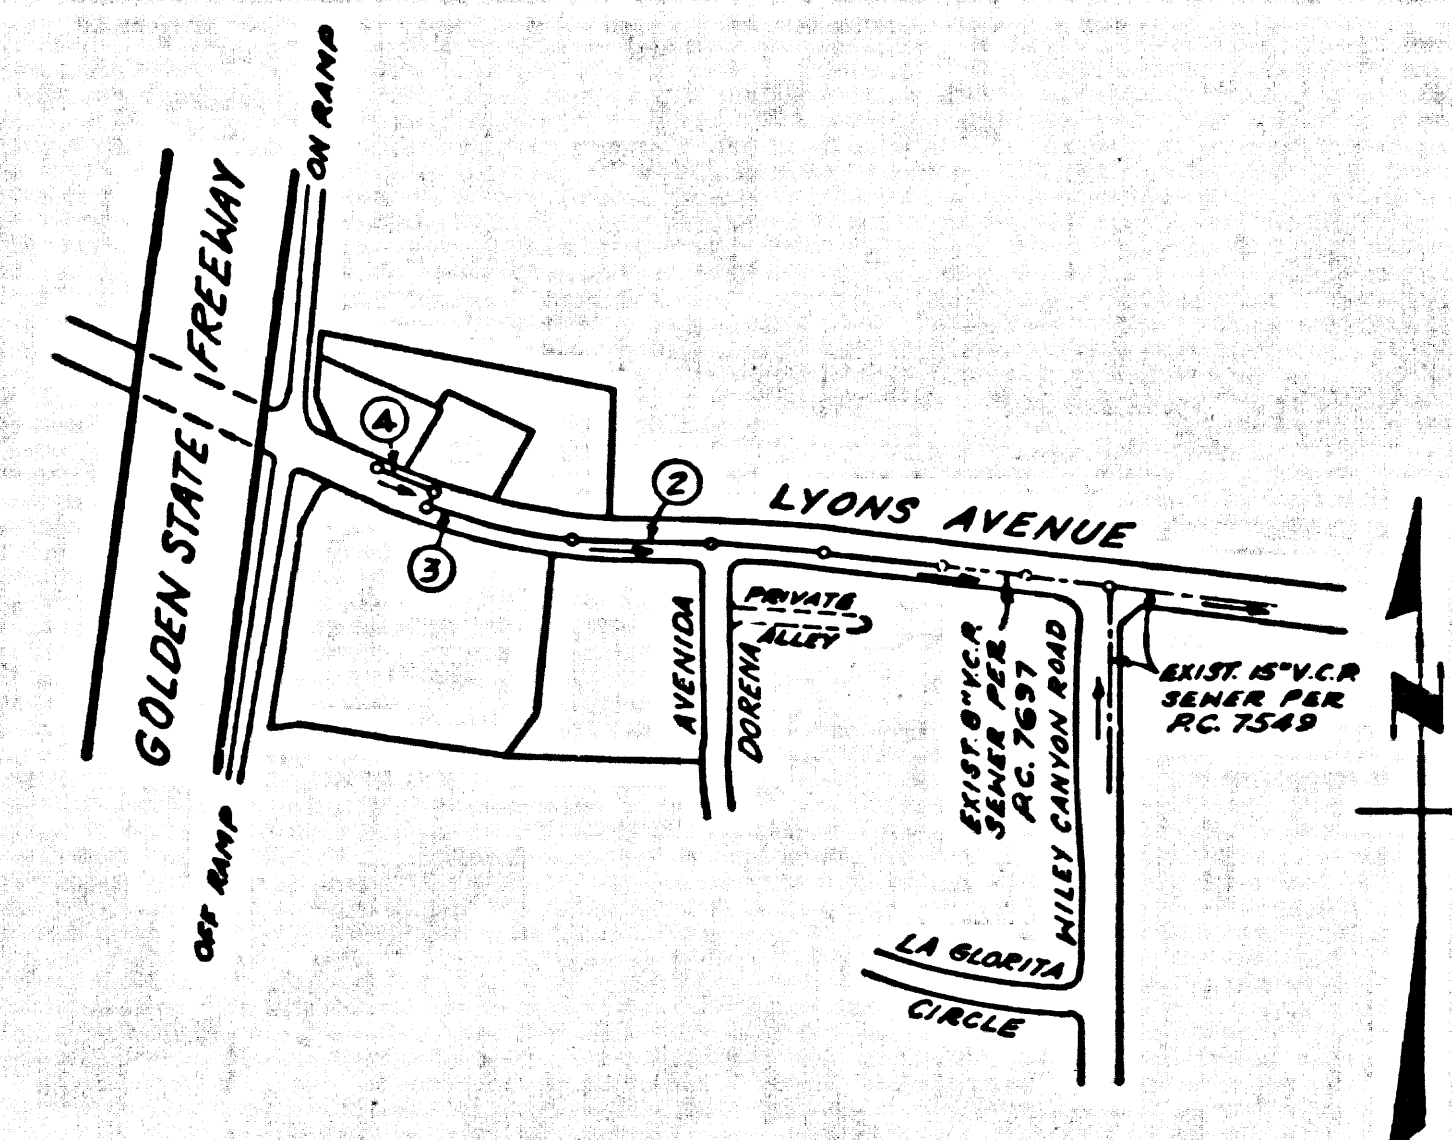 ON RAMP
GOLDEN STATE FREEWAY
4
2
3
LYONS AVENUE
PRIVATE
ALLEY
AVENIDA
DORENA
EXIST. 8" V.C.P.
SEWER PER
P.C. 7697
WILEY CANYON ROAD
EXIST. 15" V.C.P.
SEWER PER
P.C. 7549
N
OFF RAMP
LA GLORITA
CIRCLE